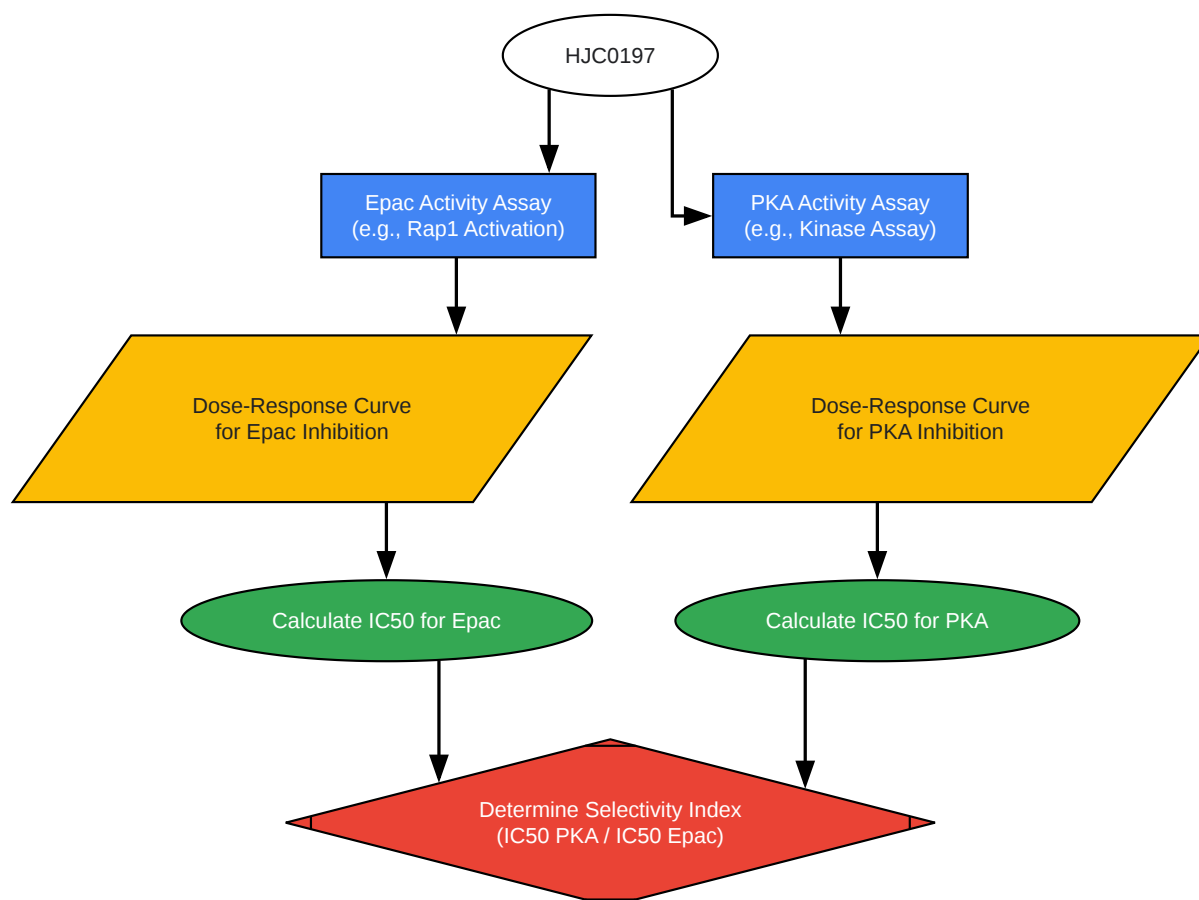 HJC0197
Epac Activity Assay
(e.g., Rap1 Activation)
PKA Activity Assay
(e.g., Kinase Assay)
Dose-Response Curve
for Epac Inhibition
Dose-Response Curve
for PKA Inhibition
Calculate IC50 for Epac
Calculate IC50 for PKA
Determine Selectivity Index
(IC50 PKA / IC50 Epac)